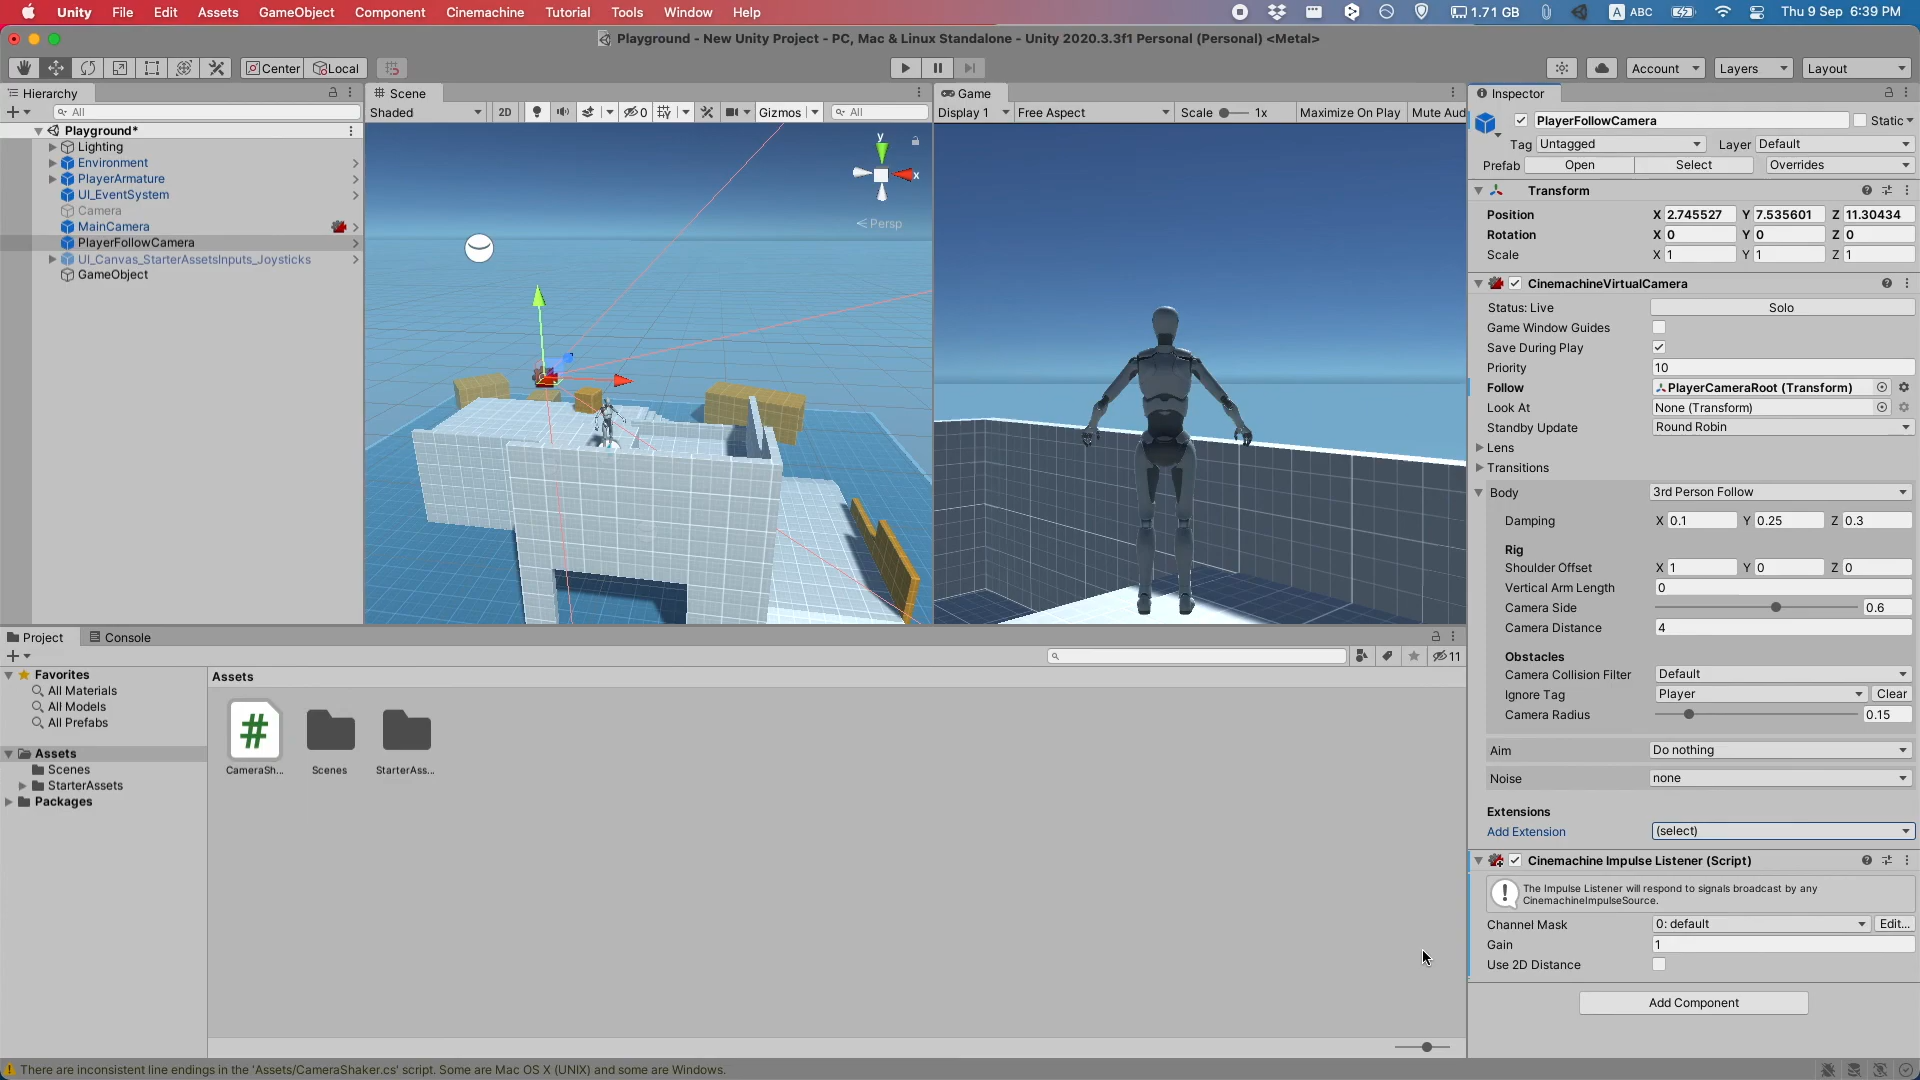 Unity File Edit Assets GameObject Component Cinemachine Tutorial Tools Window Help 1.71 GB A ABC Thu 9 Sep 6:39 PM
Playground - New Unity Project - PC, Mac & Linux Standalone - Unity 2020.3.3f1 Personal (Personal) <Metal>
Center Local Account Layers Layout
Hierarchy
All
Playground*
Lighting
Environment
PlayerArmature
UI_EventSystem
Camera
MainCamera
PlayerFollowCamera
UI_Canvas_StarterAssetsInputs_Joysticks
GameObject
Scene
Shaded 2D 0 Gizmos All
y
x
Persp
Game
Display 1 Free Aspect Scale 1x Maximize On Play Mute Aud
Inspector
PlayerFollowCamera Static
Tag Untagged Layer Default
Prefab Open Select Overrides
Transform
Position X 2.745527 Y 7.535601 Z 11.30434
Rotation X 0 Y 0 Z 0
Scale X 1 Y 1 Z 1
CinemachineVirtualCamera
Status: Live Solo
Game Window Guides
Save During Play
Priority 10
Follow PlayerCameraRoot (Transform)
Look At None (Transform)
Standby Update Round Robin
Lens
Transitions
Body 3rd Person Follow
Damping X 0.1 Y 0.25 Z 0.3
Rig
Shoulder Offset X 1 Y 0 Z 0
Vertical Arm Length 0
Camera Side 0.6
Camera Distance 4
Obstacles
Camera Collision Filter Default
Ignore Tag Player Clear
Camera Radius 0.15
Aim Do nothing
Noise none
Extensions
Add Extension (select)
Cinemachine Impulse Listener (Script)
The Impulse Listener will respond to signals broadcast by any
CinemachineImpulseSource.
Channel Mask 0: default Edit...
Gain 1
Use 2D Distance
Add Component
Project Console
11
Favorites
All Materials
All Models
All Prefabs
Assets
Scenes
StarterAssets
Packages
Assets
#
CameraSh... Scenes StarterAss...
There are inconsistent line endings in the 'Assets/CameraShaker.cs' script. Some are Mac OS X (UNIX) and some are Windows.